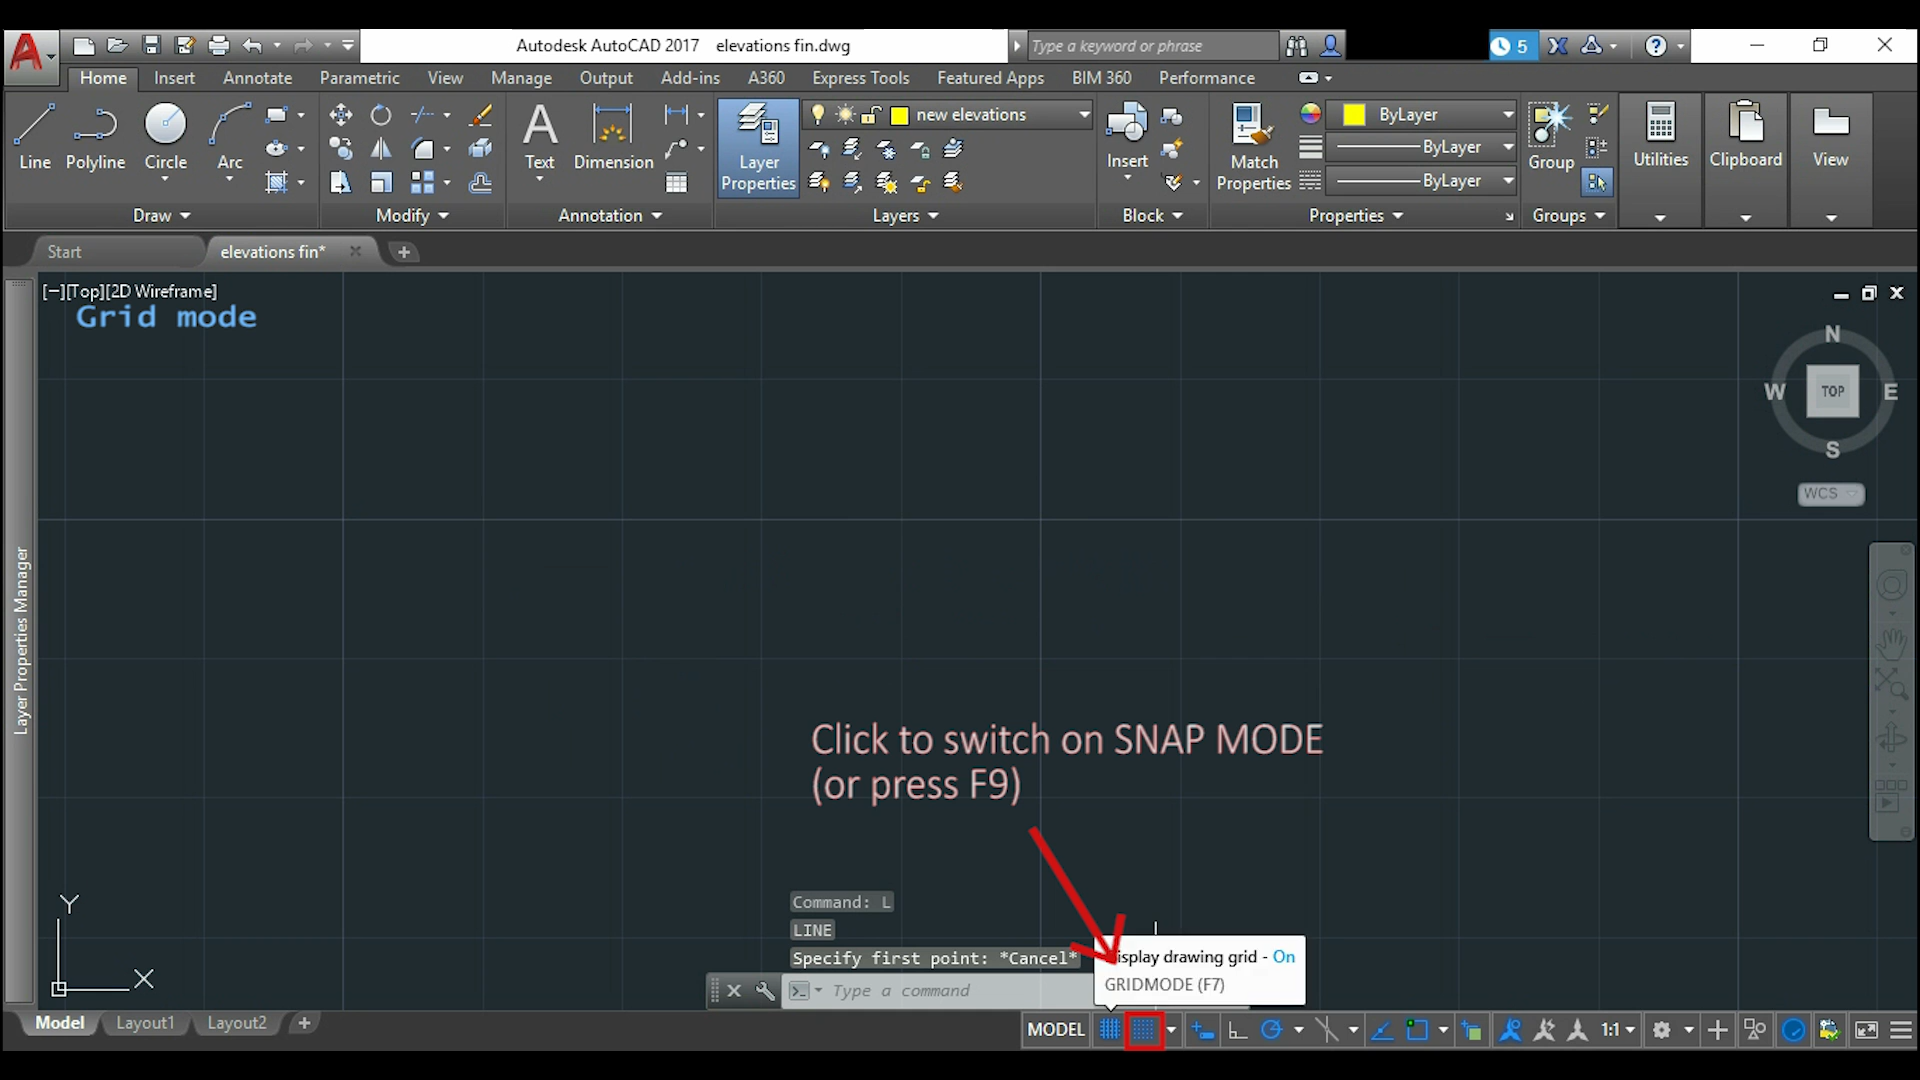 Autodesk AutoCAD 2017 elevations fin.dwg
Type a keyword or phrase
5
Home Insert Annotate Parametric View Manage Output Add-ins A360 Express Tools Featured Apps BIM 360 Performance
new elevations
ByLayer
Line Polyline Circle Arc
Text Dimension
Layer
Properties
Insert
Match
Properties
ByLayer
ByLayer
Group Utilities Clipboard View
Draw Modify Annotation Layers Block Properties Groups
Start elevations fin* +
[−][Top][2D Wireframe]
Grid mode
N
W TOP E
S
WCS
Layer Properties Manager
Click to switch on SNAP MODE
(or press F9)
Command: L
LINE
Specify first point: *Cancel*
isplay drawing grid - On
GRIDMODE (F7)
Type a command
Y
X
Model Layout1 Layout2 +
MODEL 1:1